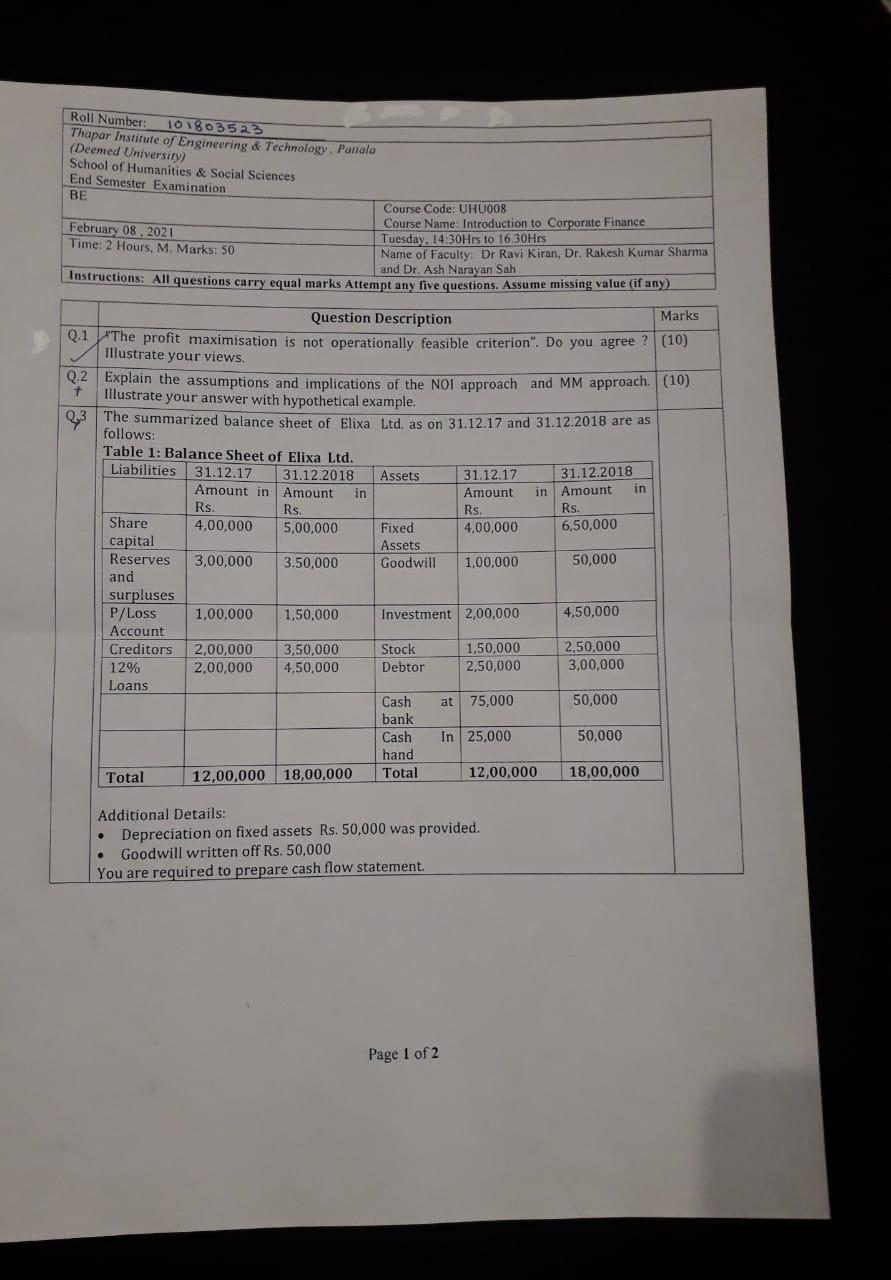 Roll Number: 101803523
Thapar Institute of Engineering & Technology, Patiala
(Deemed University)
School of Humanities & Social Sciences
End Semester Examination
BE
Course Code: UHU008
Course Name: Introduction to Corporate Finance
February 08, 2021
Tuesday, 14:30Hrs to 16.30Hrs
Time: 2 Hours, M. Marks: 50
Name of Faculty: Dr Ravi Kiran, Dr. Rakesh Kumar Sharma
and Dr. Ash Narayan Sah
Instructions: All questions carry equal marks Attempt any five questions. Assume missing value (if any)
Question Description Marks
Q.1 "The profit maximisation is not operationally feasible criterion". Do you agree ? (10)
Illustrate your views.
Q.2 Explain the assumptions and implications of the NOI approach and MM approach. (10)
Illustrate your answer with hypothetical example.
Q.3 The summarized balance sheet of Elixa Ltd. as on 31.12.17 and 31.12.2018 are as
follows:
Table 1: Balance Sheet of Elixa Ltd.
Liabilities 31.12.17 31.12.2018 Assets 31.12.17 31.12.2018
Amount in Amount in Amount in Amount in
Rs. Rs. Rs. Rs.
Share 4,00,000 5,00,000 Fixed 4,00,000 6,50,000
capital Assets
Reserves 3,00,000 3.50,000 Goodwill 1,00,000 50,000
and
surpluses
P/Loss 1,00,000 1,50,000 Investment 2,00,000 4,50,000
Account
Creditors 2,00,000 3,50,000 Stock 1,50,000 2,50,000
12% 2,00,000 4,50,000 Debtor 2,50,000 3,00,000
Loans
Cash at 75,000 50,000
bank
Cash In 25,000 50,000
hand
Total 12,00,000 18,00,000 Total 12,00,000 18,00,000
Additional Details:
• Depreciation on fixed assets Rs. 50,000 was provided.
• Goodwill written off Rs. 50,000
You are required to prepare cash flow statement.
Page 1 of 2